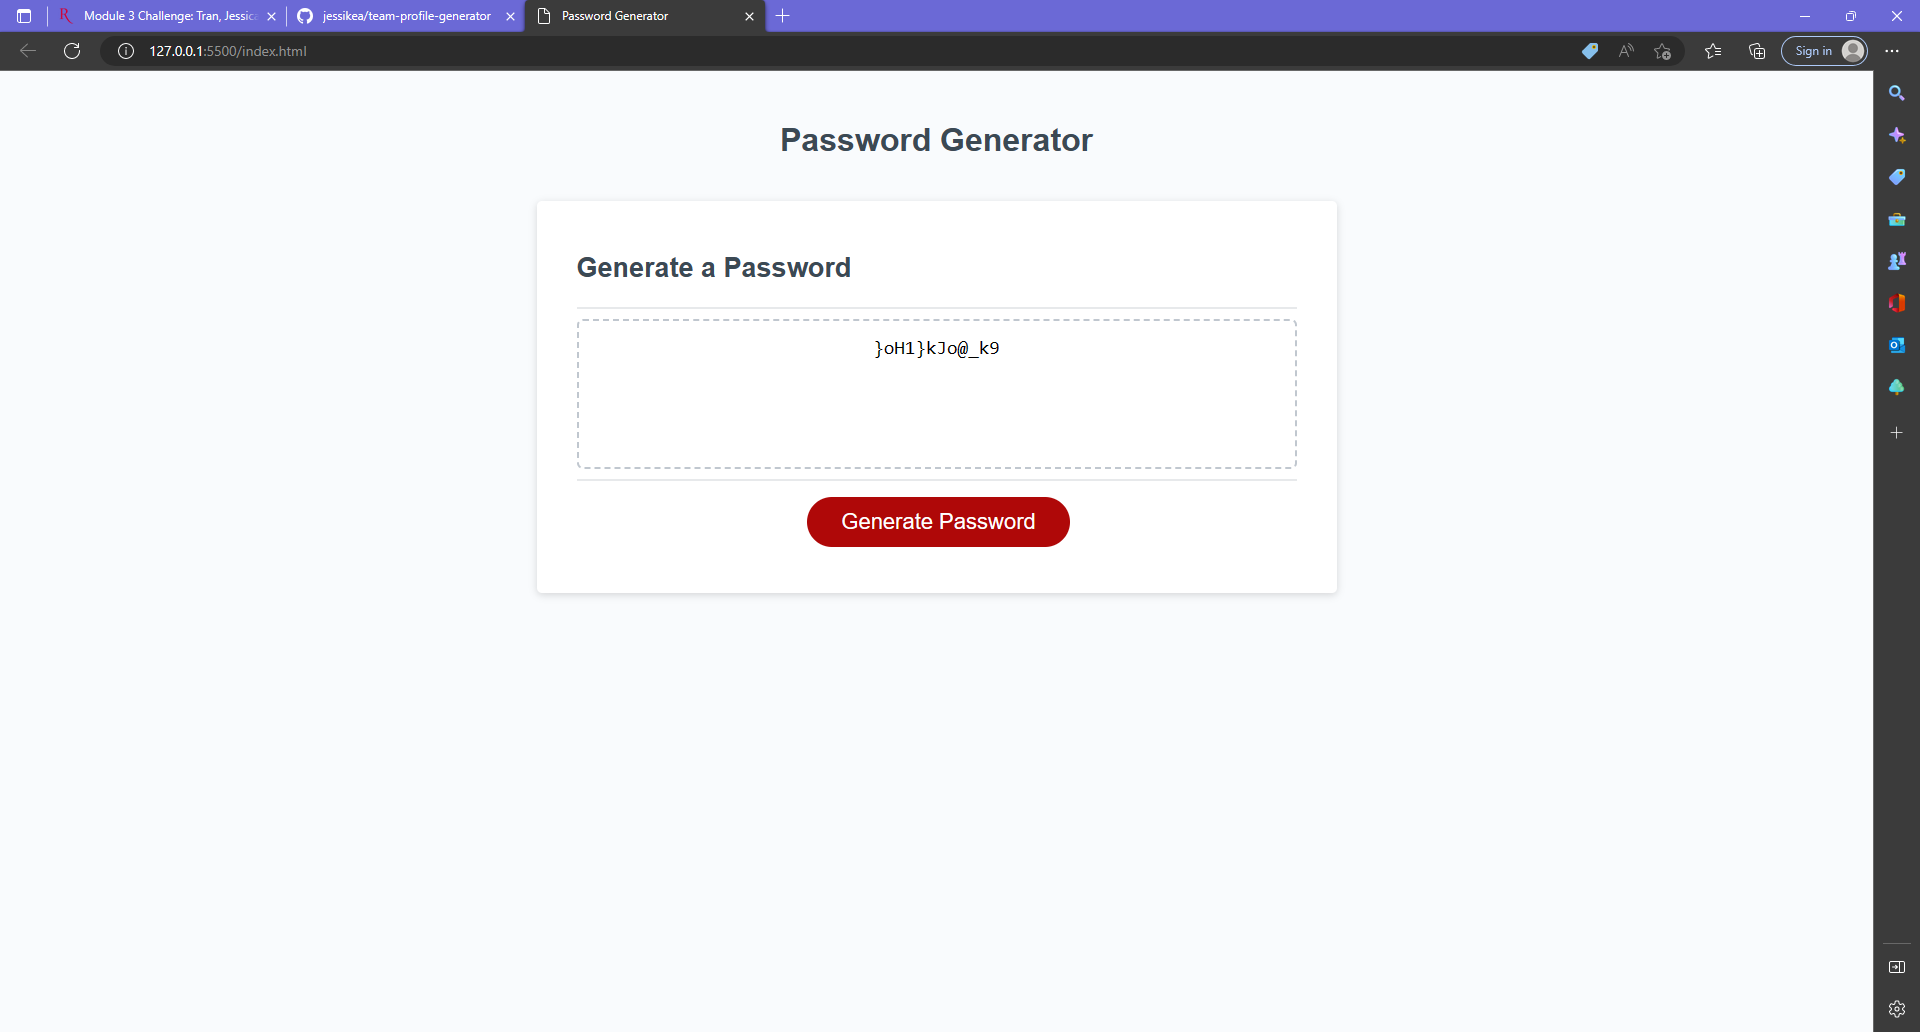 Module 3 Challenge: Tran, Jessica
jessikea/team-profile-generator
Password Generator
127.0.0.1:5500/index.html
Sign in
Password Generator
Generate a Password
}oH1}kJo@_k9
Generate Password